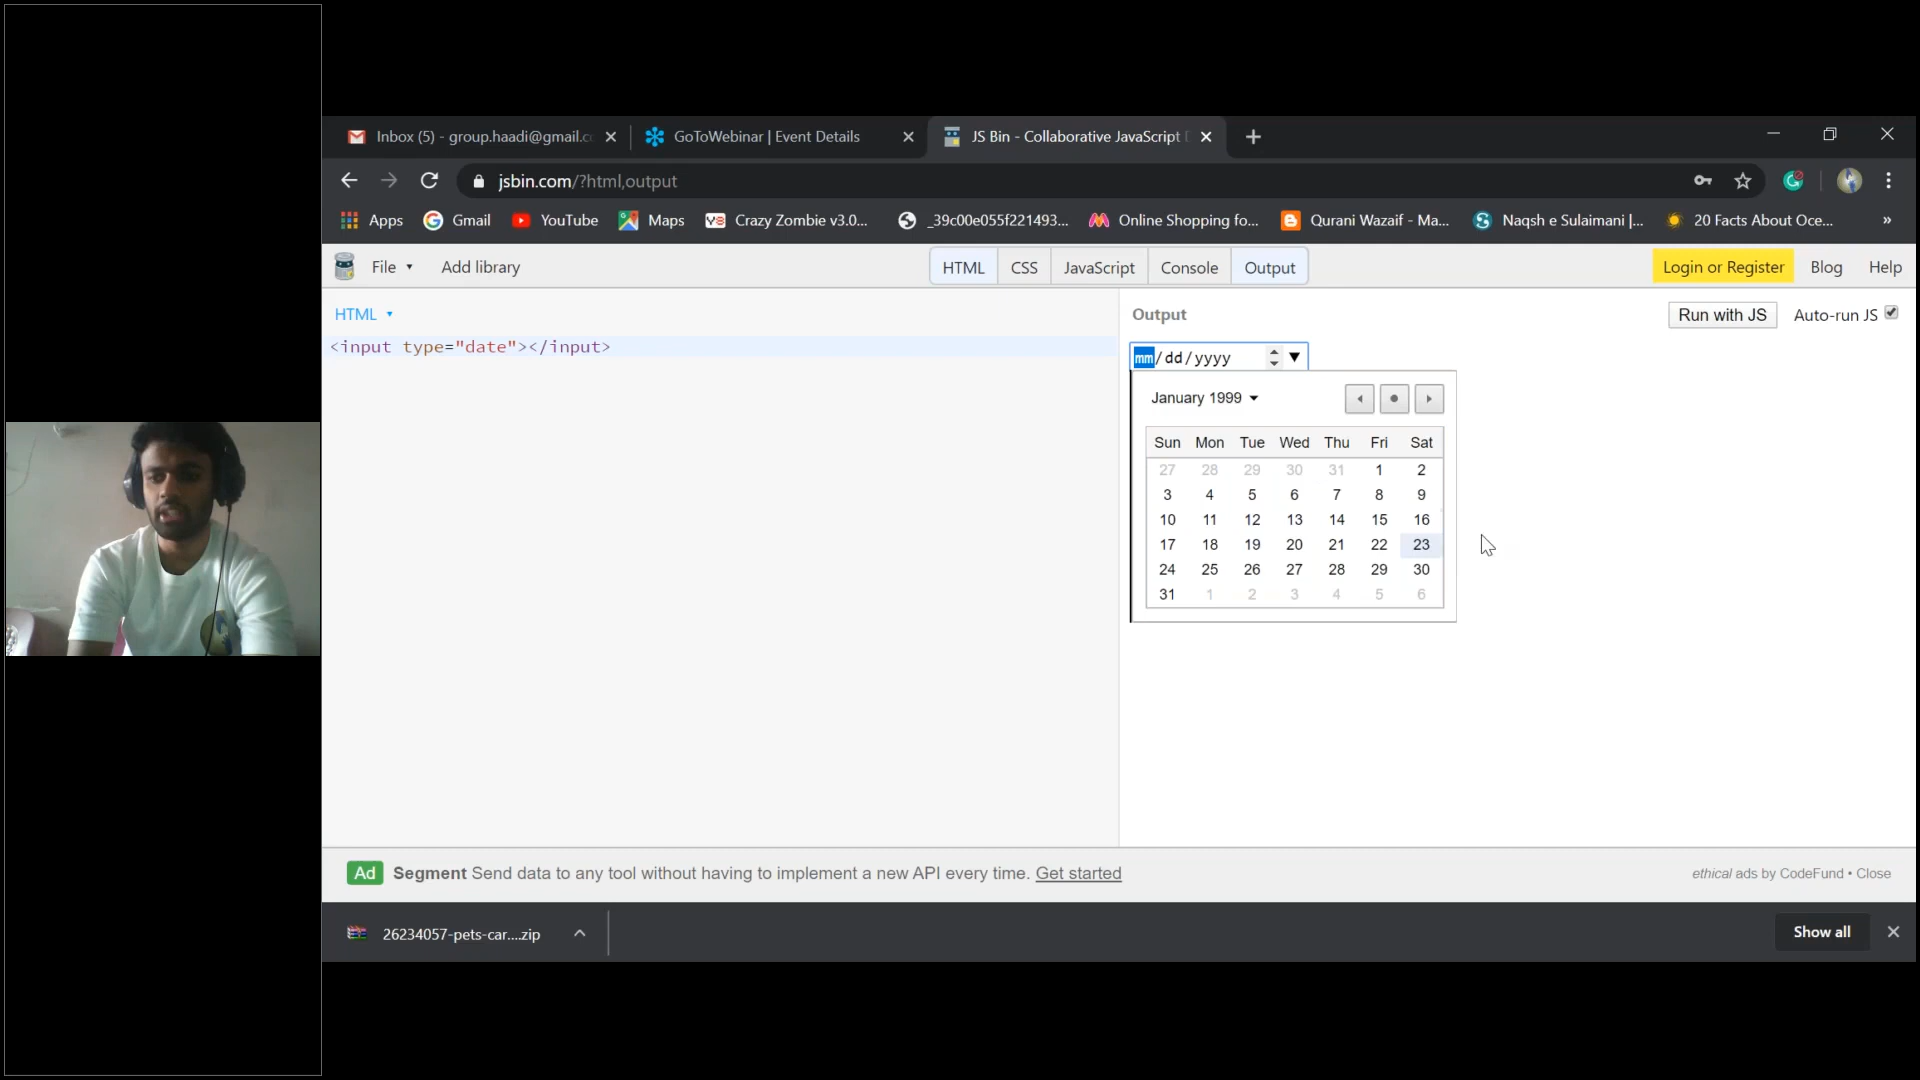 Inbox (5) - group.haadi@gmail.c
GoToWebinar | Event Details
JS Bin - Collaborative JavaScript
jsbin.com/?html,output
Apps
Gmail
YouTube
Maps
Y8
Crazy Zombie v3.0...
_39c00e055f221493...
Online Shopping fo...
Qurani Wazaif - Ma...
Naqsh e Sulaimani |...
20 Facts About Oce...
»
File
Add library
HTML
CSS
JavaScript
Console
Output
Login or Register
Blog
Help
HTML
<input type="date"></input>
Output
Run with JS
Auto-run JS
mm/dd/yyyy
January 1999
Sun Mon Tue Wed Thu Fri Sat
27 28 29 30 31 1 2
3 4 5 6 7 8 9
10 11 12 13 14 15 16
17 18 19 20 21 22 23
24 25 26 27 28 29 30
31 1 2 3 4 5 6
Ad
Segment Send data to any tool without having to implement a new API every time. Get started
ethical ads by CodeFund • Close
26234057-pets-car....zip
Show all